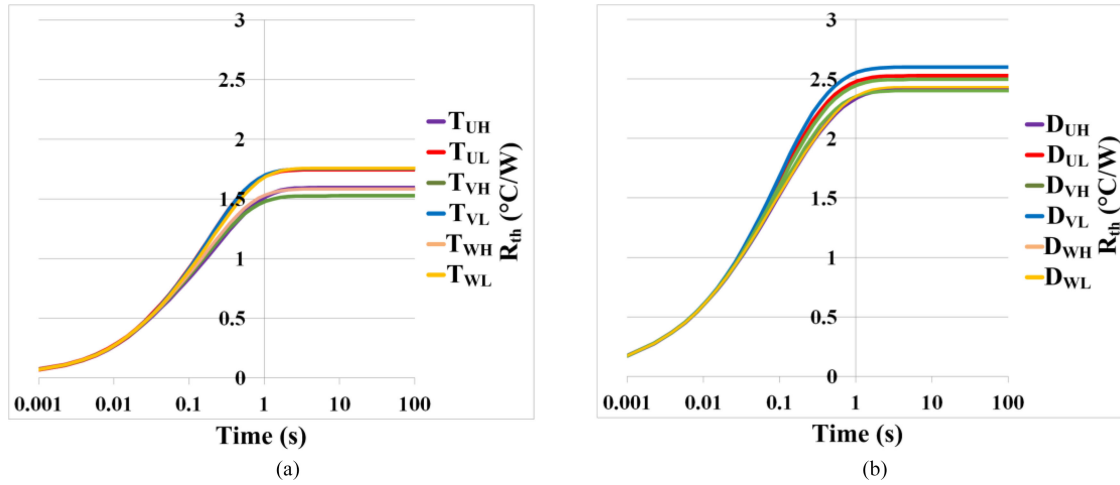 3
2.5
2
1.5
1
0.5
0
0.001 0.01 0.1 1 10 100
Time (s)
R_th (°C/W)
T_UH
T_UL
T_VH
T_VL
T_WH
T_WL
(a)
3
2.5
2
1.5
1
0.5
0
0.001 0.01 0.1 1 10 100
Time (s)
R_th (°C/W)
D_UH
D_UL
D_VH
D_VL
D_WH
D_WL
(b)